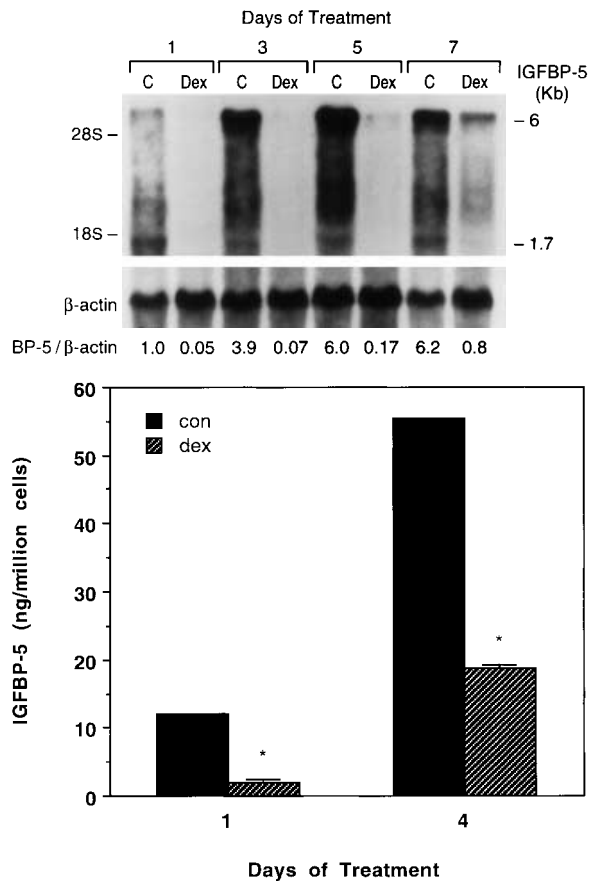 Days of Treatment
1 3 5 7
C Dex C Dex C Dex C Dex
IGFBP-5
(Kb)
28S –
– 6
18S –
– 1.7
β-actin
BP-5 / β-actin 1.0 0.05 3.9 0.07 6.0 0.17 6.2 0.8
60
50
40
30
20
10
0
IGFBP-5 (ng/million cells)
con
dex
*
*
1 4
Days of Treatment